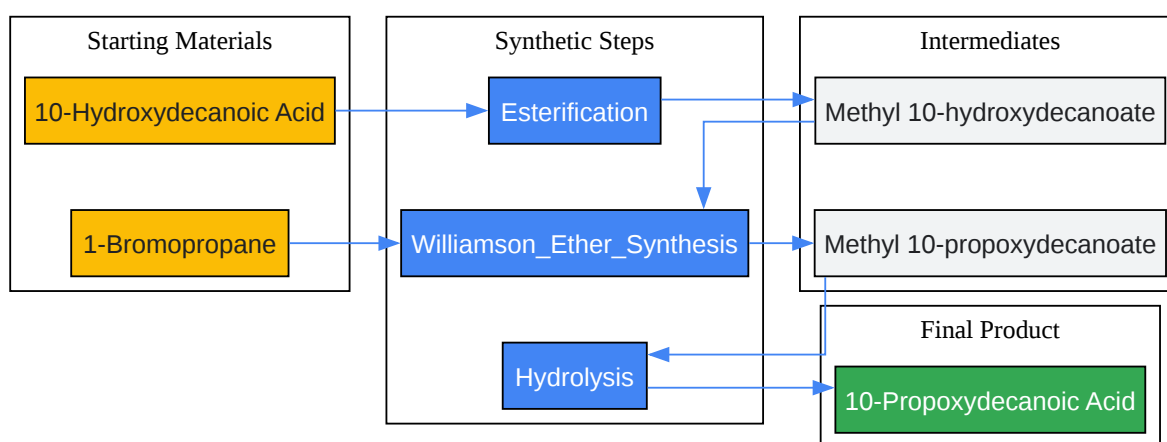 Starting Materials
Synthetic Steps
Intermediates
10-Hydroxydecanoic Acid
Esterification
Methyl 10-hydroxydecanoate
1-Bromopropane
Williamson_Ether_Synthesis
Methyl 10-propoxydecanoate
Final Product
Hydrolysis
10-Propoxydecanoic Acid